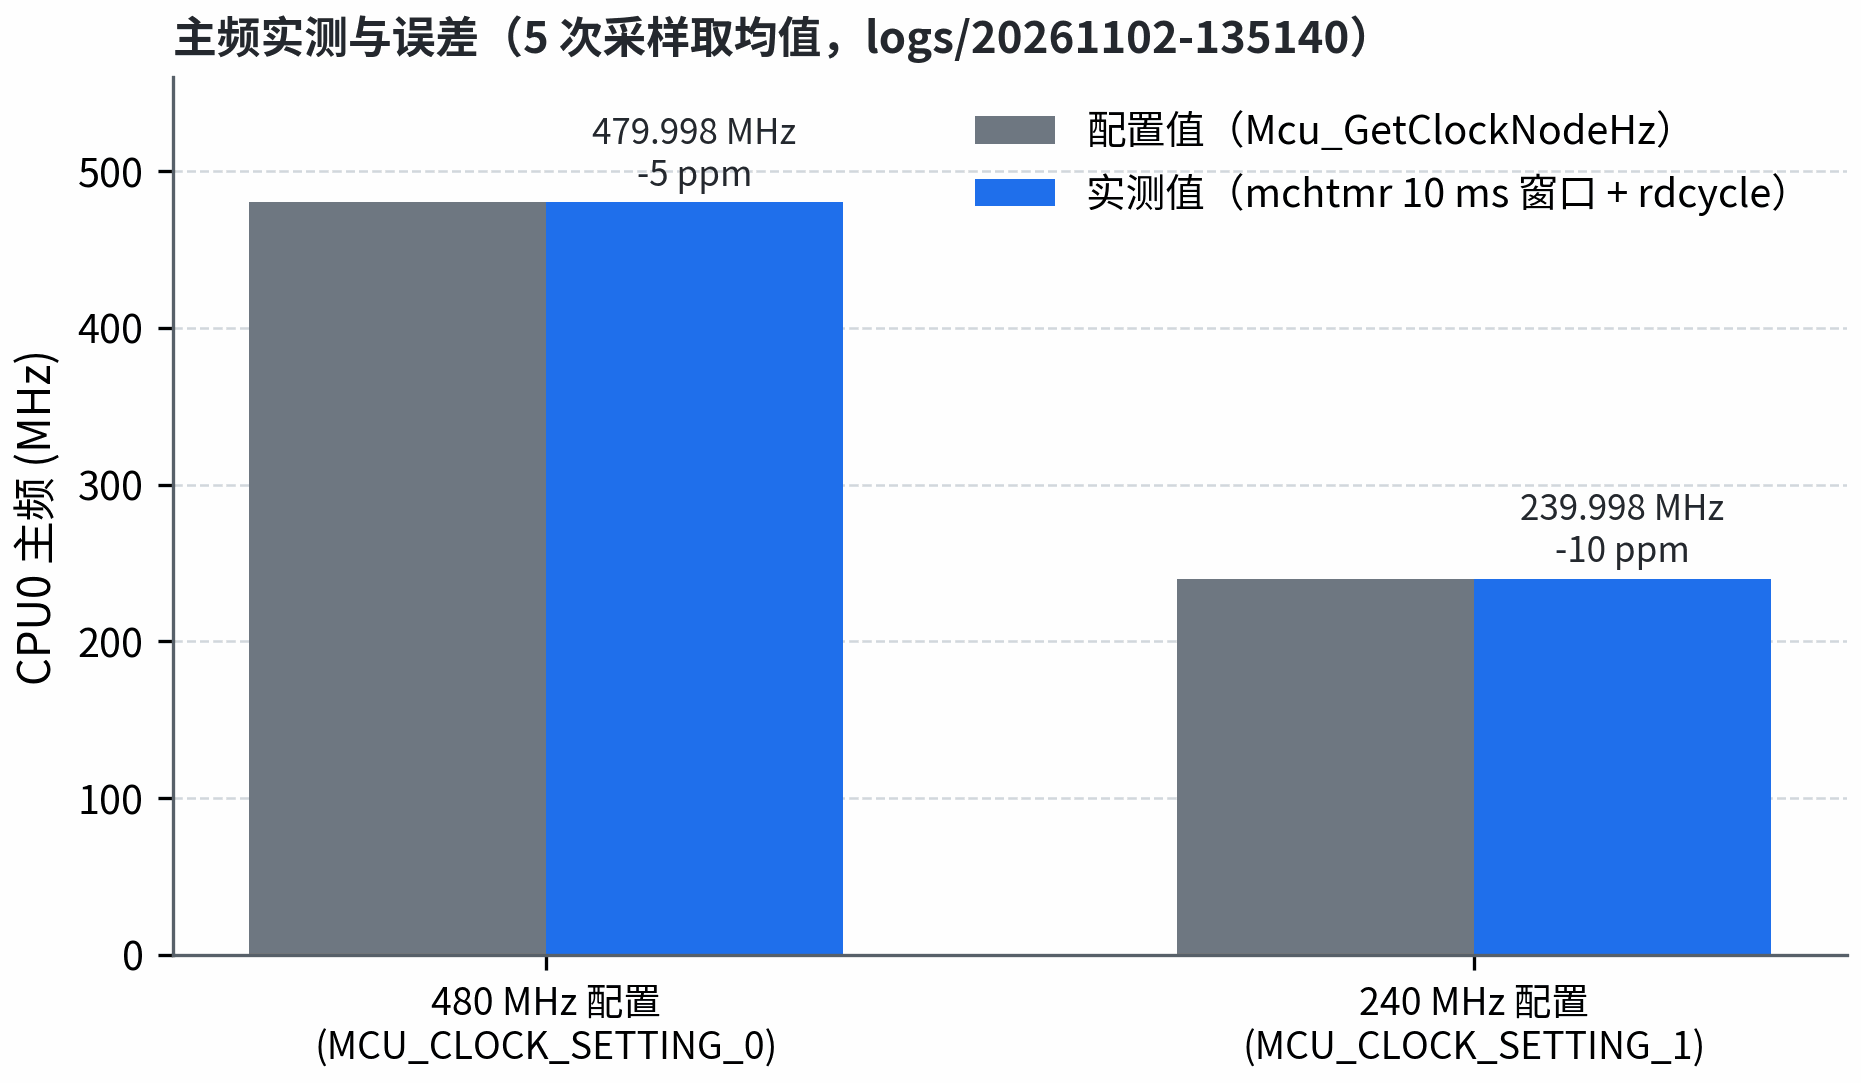 主频实测与误差（5 次采样取均值，logs/20261102-135140）
配置值（Mcu_GetClockNodeHz）
实测值（mchtmr 10 ms 窗口 + rdcycle）
479.998 MHz
-5 ppm
239.998 MHz
-10 ppm
CPU0 主频 (MHz)
500
400
300
200
100
0
480 MHz 配置
(MCU_CLOCK_SETTING_0)
240 MHz 配置
(MCU_CLOCK_SETTING_1)